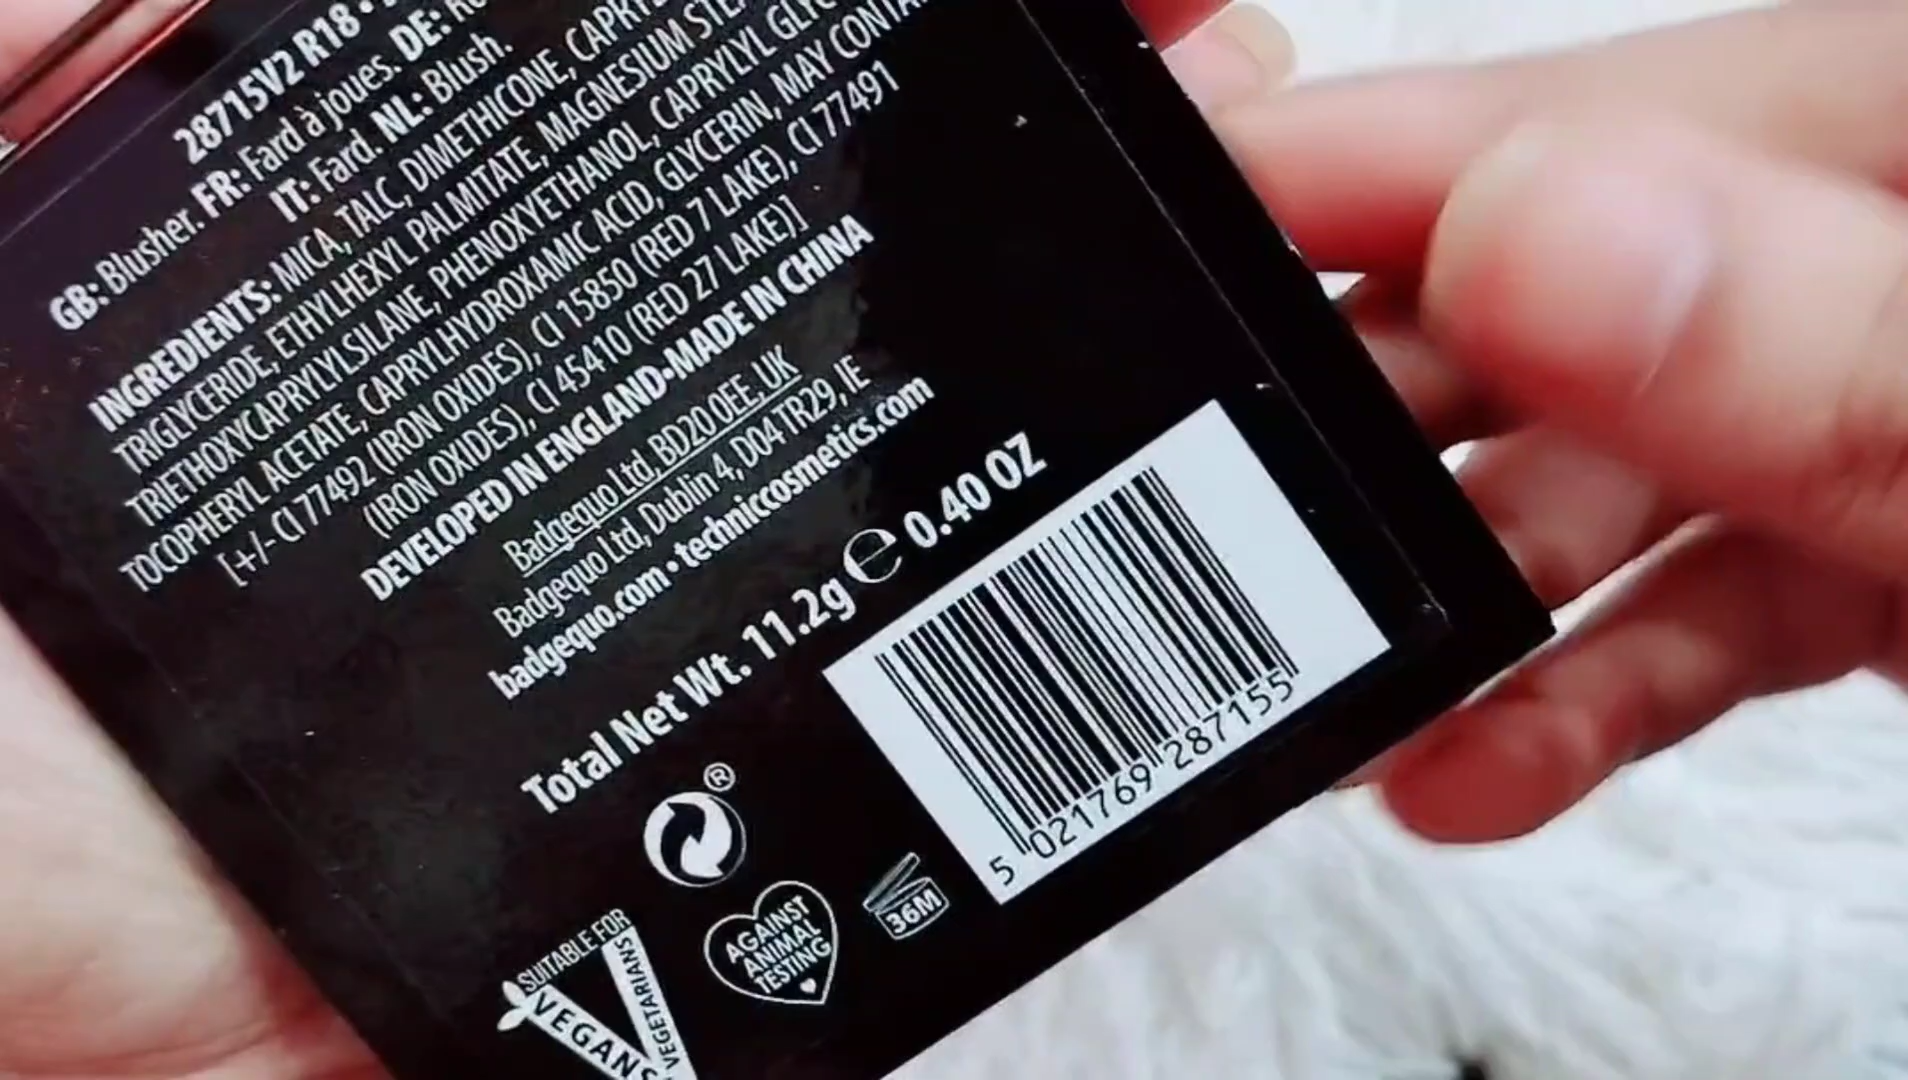 28715V2 R18 •
GB: Blusher. FR: Fard à joues. DE:
IT: Fard. NL: Blush.
INGREDIENTS: MICA, TALC, DIMETHICONE,
TRIGLYCERIDE, ETHYLHEXYL PALMITATE, MAGNESIUM
TRIETHOXYCAPRYLYLSILANE, PHENOXYETHANOL, CAPRYLYL
TOCOPHERYL ACETATE, CAPRYLHYDROXAMIC ACID, GLYCERIN, MAY
[+/- CI 77492 (IRON OXIDES), CI 15850 (RED 7 LAKE), CI 77491
(IRON OXIDES), CI 45410 (RED 27 LAKE)]
DEVELOPED IN ENGLAND-MADE IN CHINA
Badgequo Ltd, BD20 0EE, UK
Badgequo Ltd, Dublin 4, D04 TR29, IE
badgequo.com • techniccosmetics.com
Total Net Wt. 11.2g e 0.40 OZ
5 021769 287155
®
36M
AGAINST
ANIMAL
TESTING
SUITABLE FOR
VEGETARIANS
VEGANS